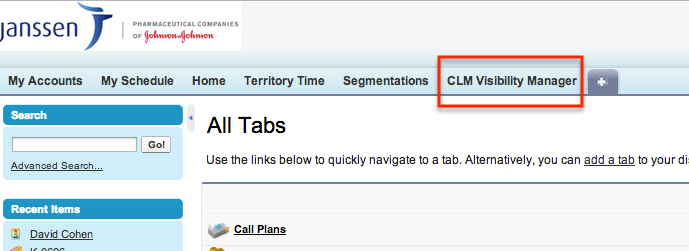 janssen
PHARMACEUTICAL COMPANIES
OF Johnson & Johnson
My Accounts My Schedule Home Territory Time Segmentations CLM Visibility Manager +
Search
Go!
Advanced Search...
All Tabs
Use the links below to quickly navigate to a tab. Alternatively, you can add a tab to your
Recent Items
David Cohen
Call Plans